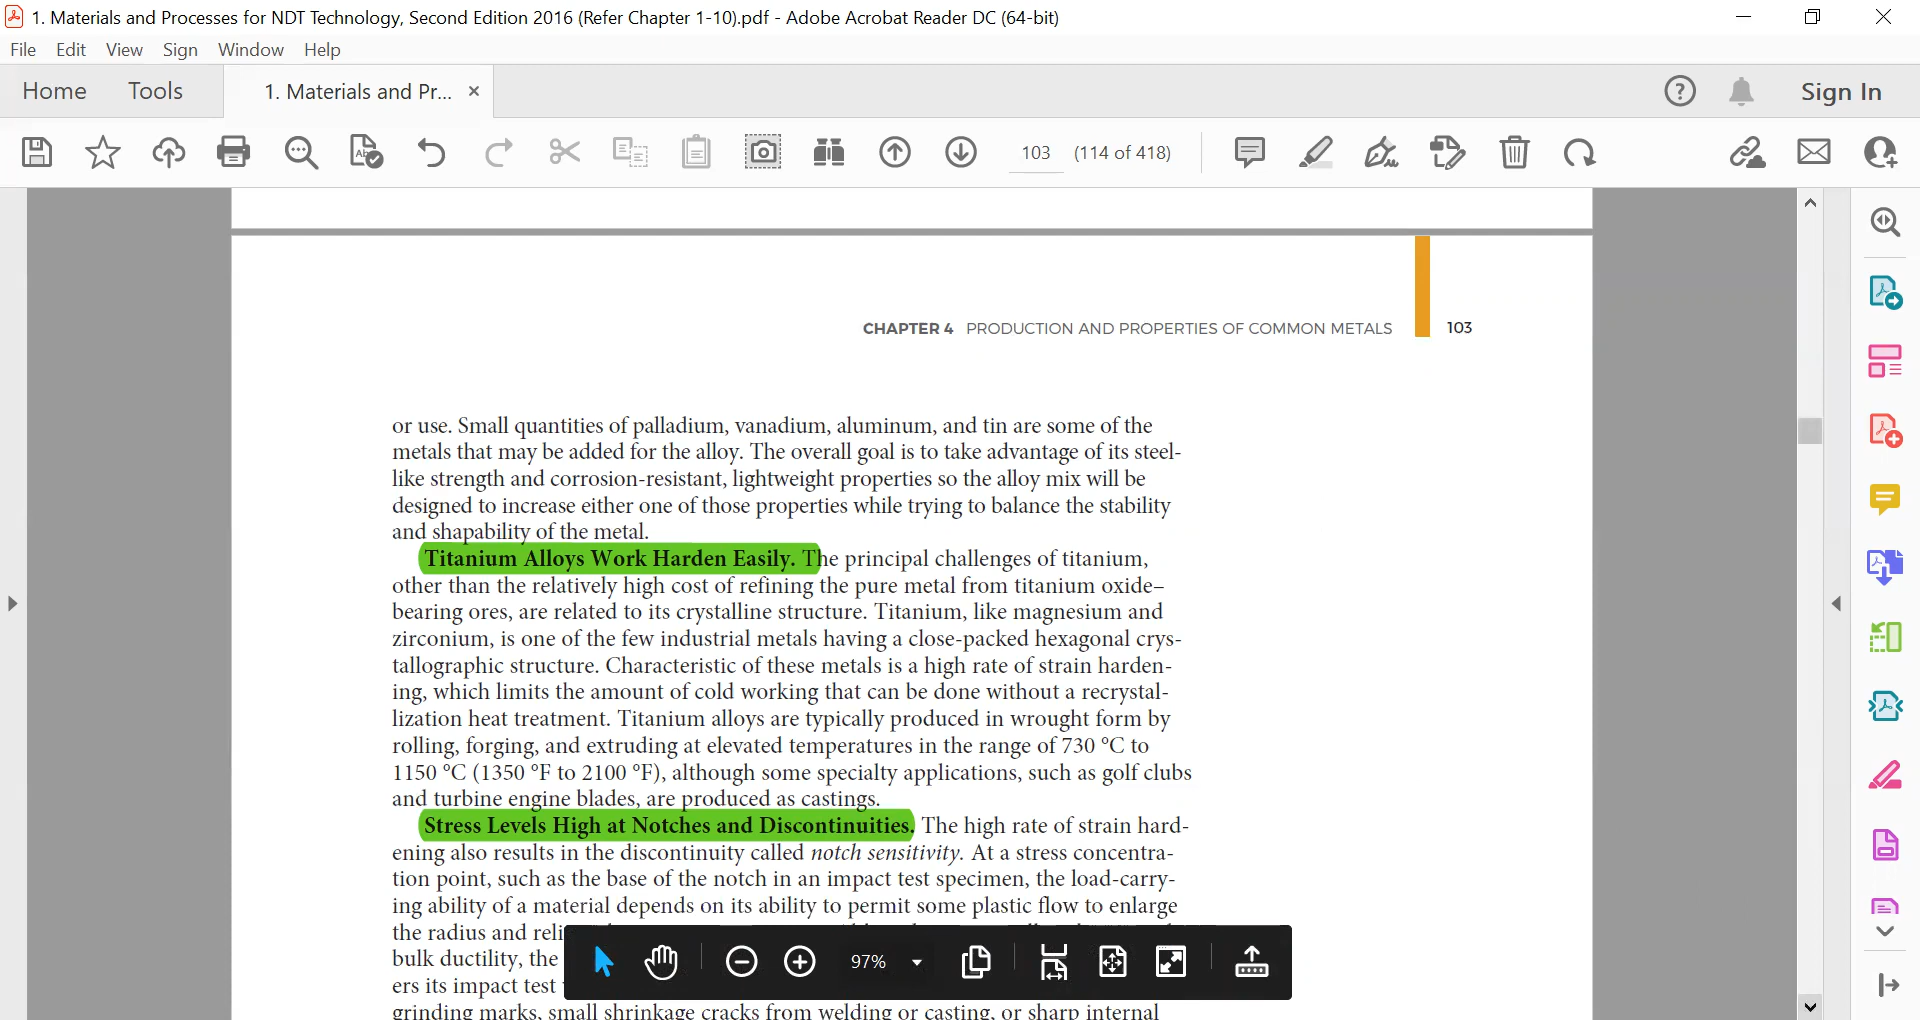 1. Materials and Processes for NDT Technology, Second Edition 2016 (Refer Chapter 1-10).pdf - Adobe Acrobat Reader DC (64-bit)
File Edit View Sign Window Help
Home Tools 1. Materials and Pr... × Sign In
103 (114 of 418)
CHAPTER 4 PRODUCTION AND PROPERTIES OF COMMON METALS 103
or use. Small quantities of palladium, vanadium, aluminum, and tin are some of the
metals that may be added for the alloy. The overall goal is to take advantage of its steel-
like strength and corrosion-resistant, lightweight properties so the alloy mix will be
designed to increase either one of those properties while trying to balance the stability
and shapability of the metal.
Titanium Alloys Work Harden Easily. The principal challenges of titanium,
other than the relatively high cost of refining the pure metal from titanium oxide–
bearing ores, are related to its crystalline structure. Titanium, like magnesium and
zirconium, is one of the few industrial metals having a close-packed hexagonal crys-
tallographic structure. Characteristic of these metals is a high rate of strain harden-
ing, which limits the amount of cold working that can be done without a recrystal-
lization heat treatment. Titanium alloys are typically produced in wrought form by
rolling, forging, and extruding at elevated temperatures in the range of 730 °C to
1150 °C (1350 °F to 2100 °F), although some specialty applications, such as golf clubs
and turbine engine blades, are produced as castings.
Stress Levels High at Notches and Discontinuities. The high rate of strain hard-
ening also results in the discontinuity called notch sensitivity. At a stress concentra-
tion point, such as the base of the notch in an impact test specimen, the load-carry-
ing ability of a material depends on its ability to permit some plastic flow to enlarge
the radius and
bulk ductility, the
ers its impact test
97%
grinding marks, small shrinkage cracks from welding or casting, or sharp internal